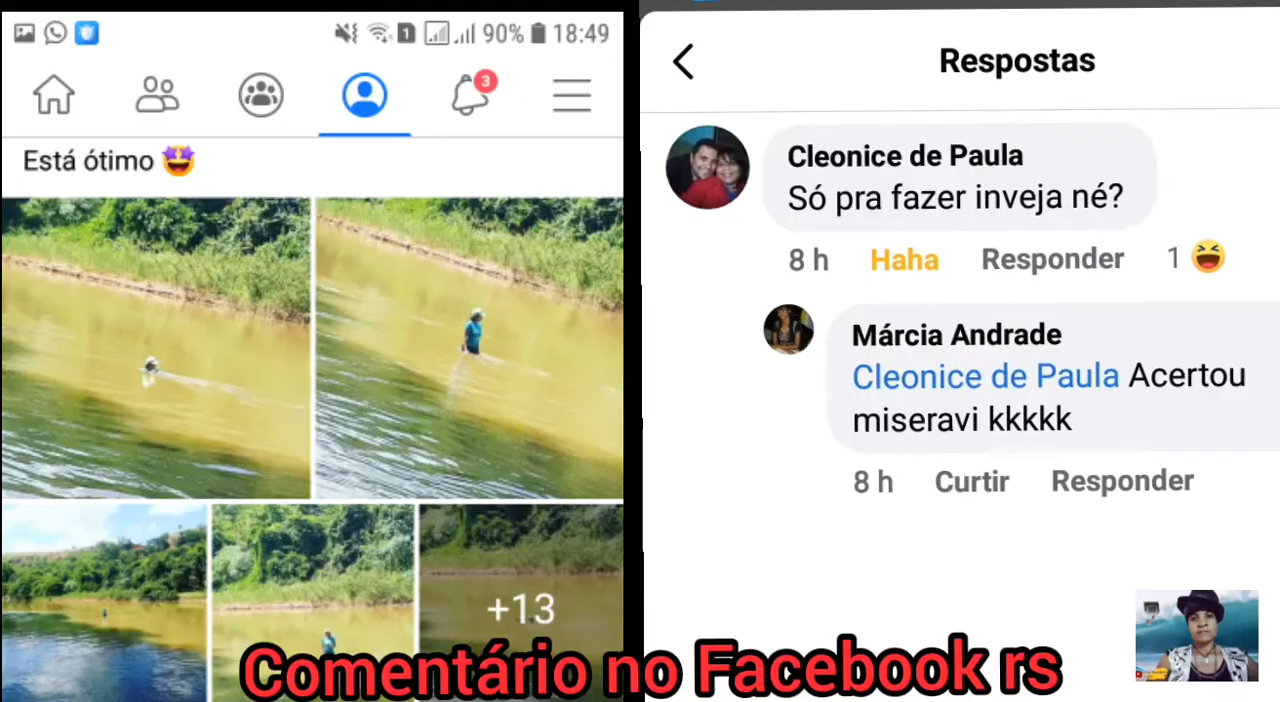 1
90%
18:49
3
Está ótimo
+13
Respostas
Cleonice de Paula
Só pra fazer inveja né?
8 h Haha Responder 1
Márcia Andrade
Cleonice de Paula Acertou
miseravi kkkkk
8 h Curtir Responder
Comentário no Facebook rs